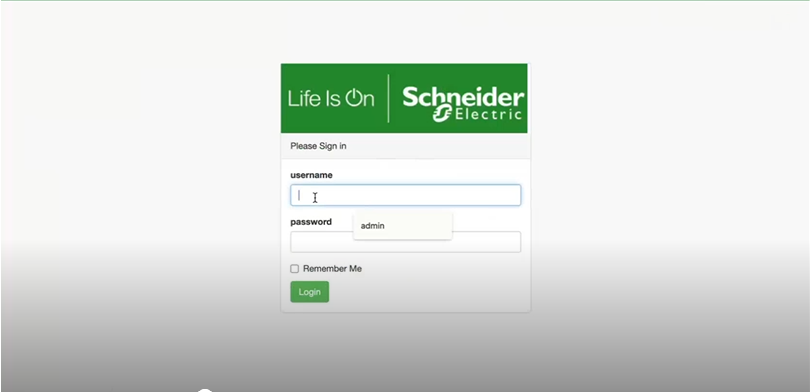 Life Is On
Schneider
Electric
Please Sign in
username
password
admin
Remember Me
Login